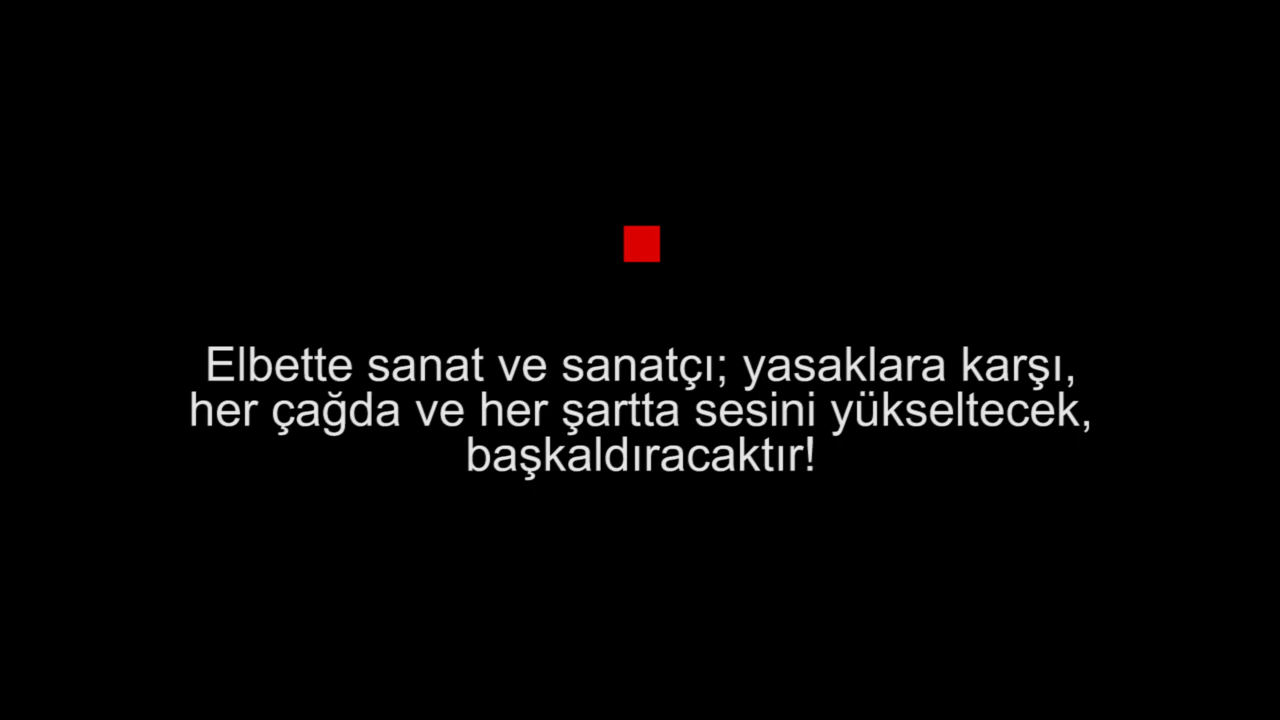 Elbette sanat ve sanatçı; yasaklara karşı,
her çağda ve her şartta sesini yükseltecek,
başkaldıracaktır!